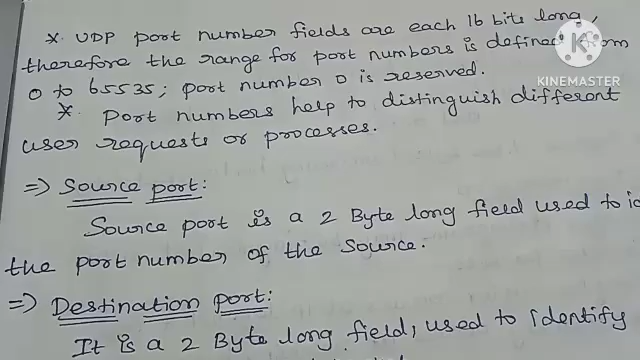 * UDP port number fields are each 16 bits long,
therefore the range for port numbers is defined from
0 to 65535; port number 0 is reserved.
* Port numbers help to distinguish different
user requests or processes.
=> Source port:
Source port is a 2 Byte long field used to
the port number of the source.
=> Destination port:
It is a 2 Byte long field, used to identify
KINEMASTER